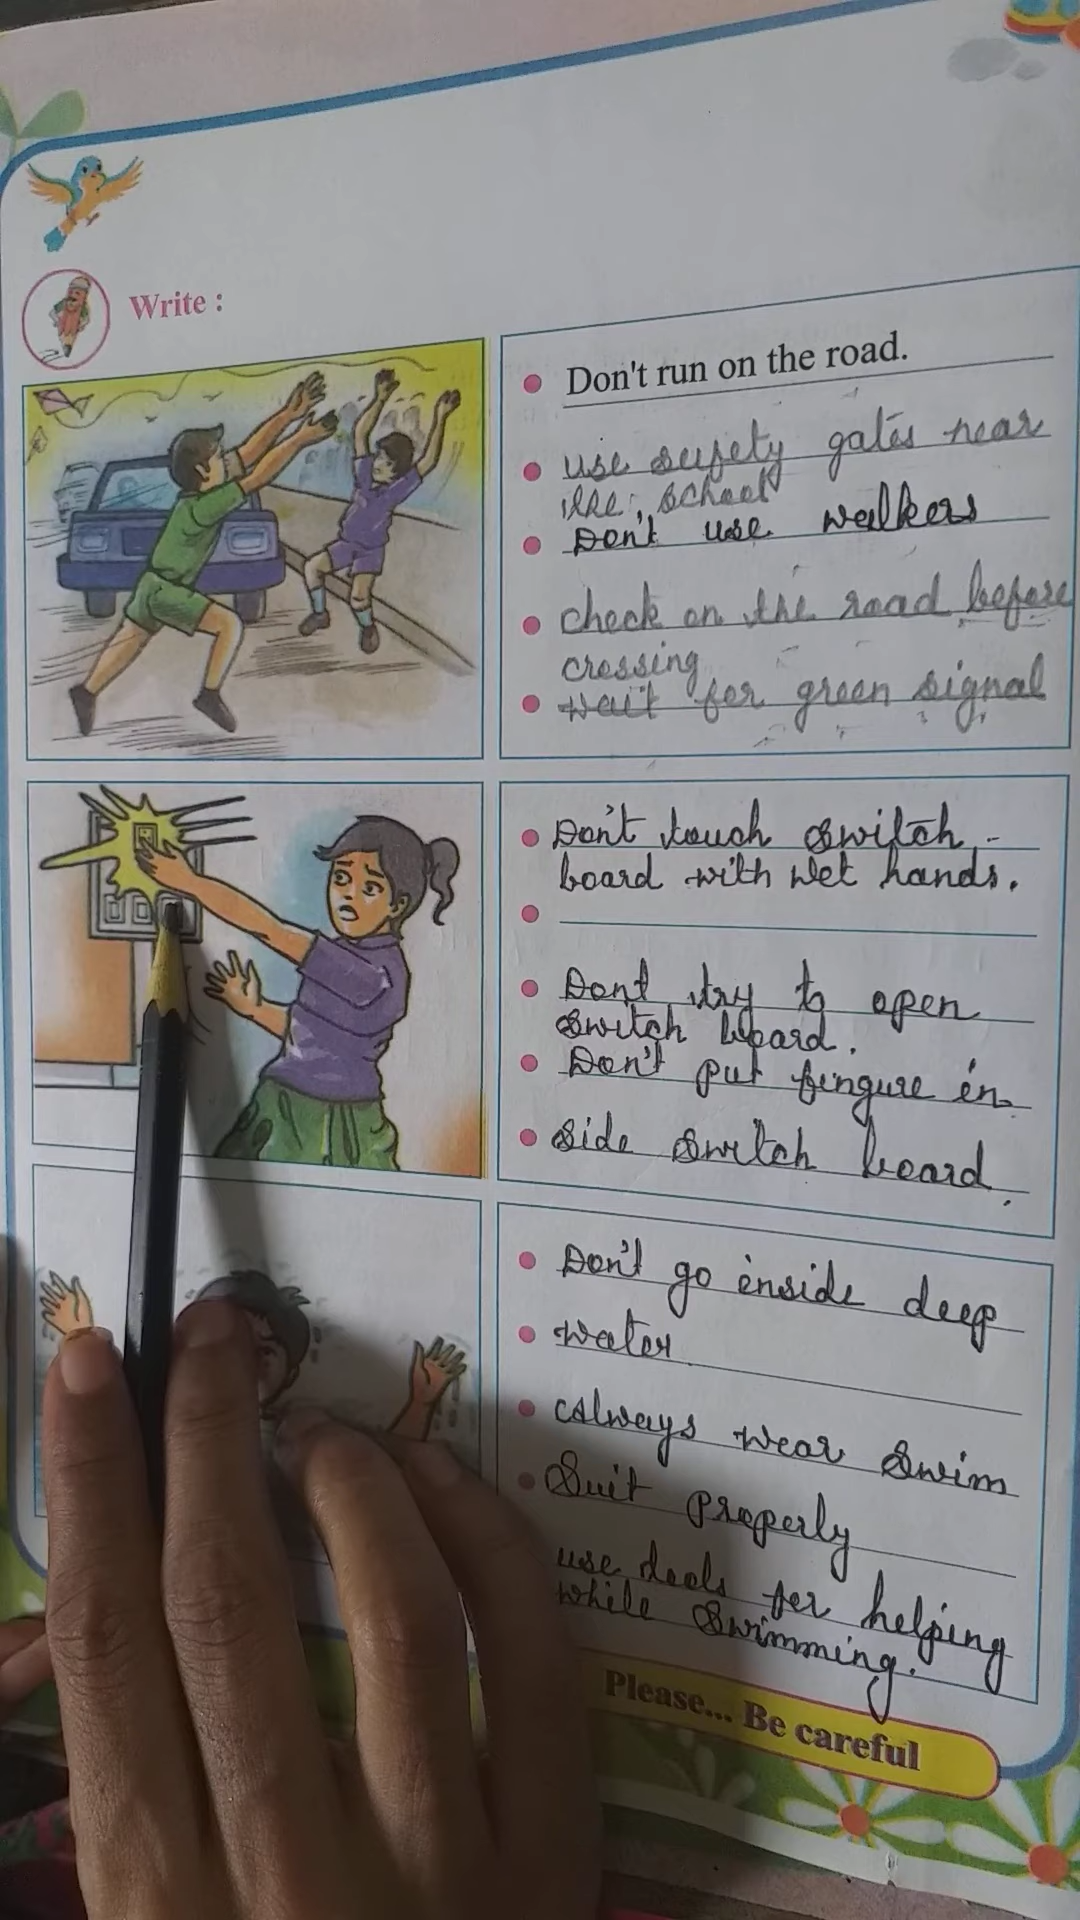 Write :
Don't run on the road.
use sufety gates near
the school
Don't use walkers
check on the road before
crossing
wait for green signal
Don't touch switch -
board with wet hands.
Dont try to open
switch board.
Don't put fingure in
side switch board.
Don't go inside deep
water
Always wear swim
suit properly
use for helping
while swimming.
Please... Be careful